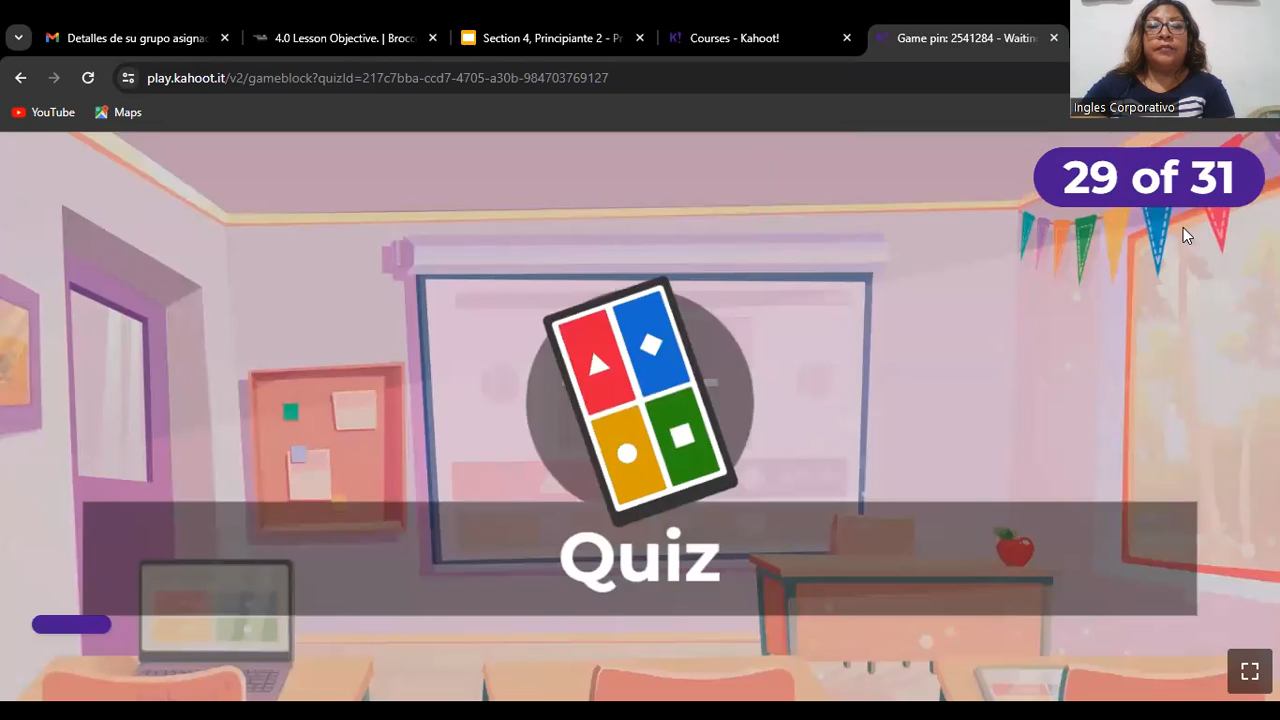 Detalles de su grupo asigna
4.0 Lesson Objective. | Brocc
Section 4, Principiante 2 - Pr
Courses - Kahoot!
Game pin: 2541284 - Waitin
play.kahoot.it/v2/gameblock?quizId=217c7bba-ccd7-4705-a30b-984703769127
YouTube
Maps
Ingles Corporativo
29 of 31
Quiz